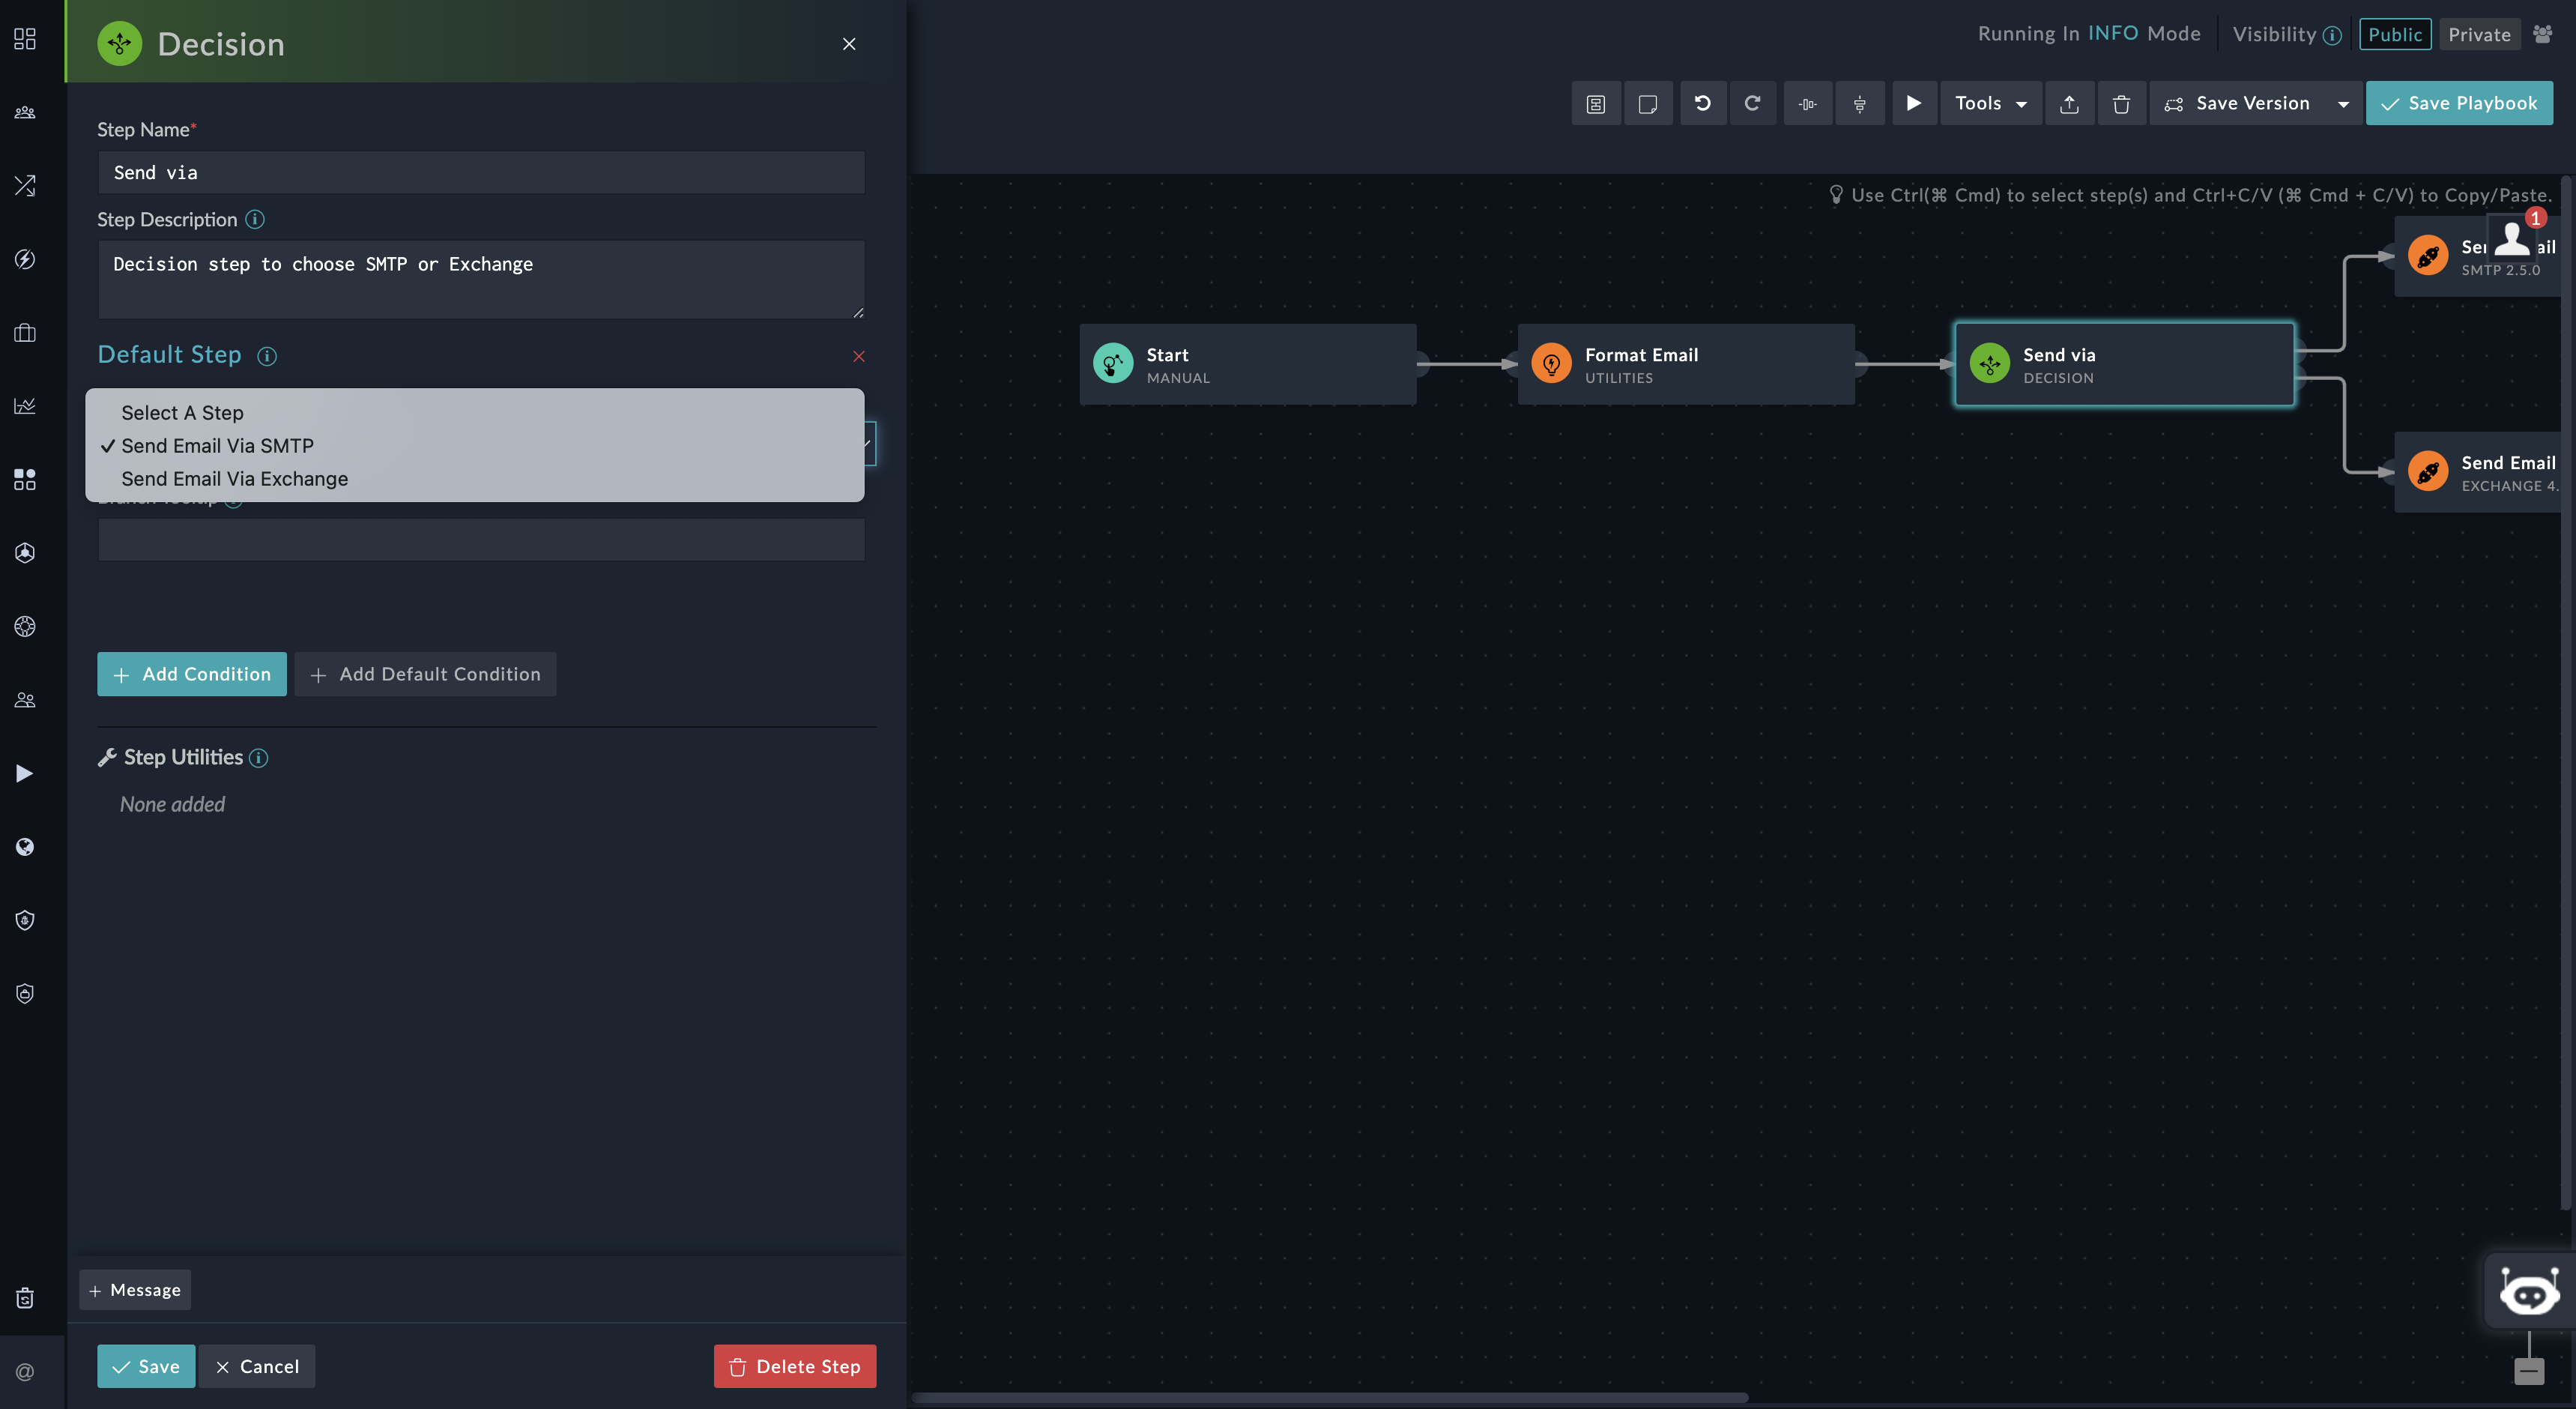 Decision
Step Name*
Send via
Step Description
Decision step to choose SMTP or Exchange
Default Step
Select A Step
Send Email Via SMTP
Send Email Via Exchange
Add Condition
Add Default Condition
Step Utilities
None added
Message
Save
Cancel
Delete Step
Running In INFO Mode
Visibility
Public
Private
Tools
Save Version
Save Playbook
Use Ctrl(⌘ Cmd) to select step(s) and Ctrl+C/V (⌘ Cmd + C/V) to Copy/Paste.
1
SMTP 2.5.0
Start
MANUAL
Format Email
UTILITIES
Send via
DECISION
Send Email
EXCHANGE 4.